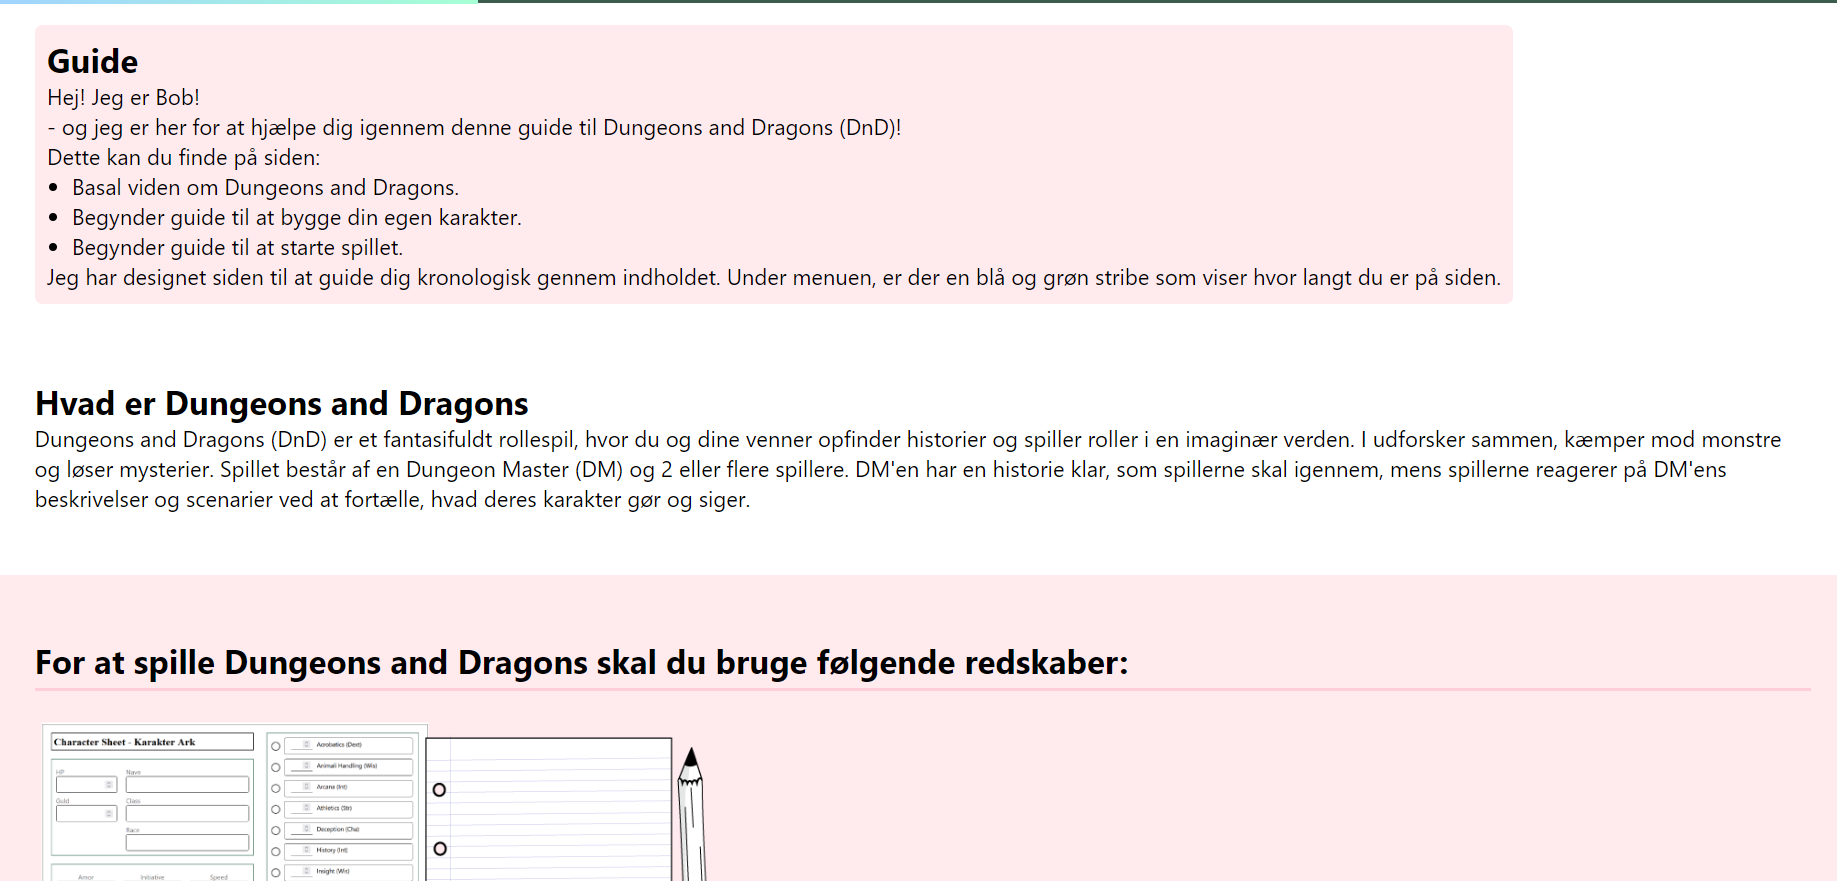 Guide
Hej! Jeg er Bob!
- og jeg er her for at hjælpe dig igennem denne guide til Dungeons and Dragons (DnD)!
Dette kan du finde på siden:
• Basal viden om Dungeons and Dragons.
• Begynder guide til at bygge din egen karakter.
• Begynder guide til at starte spillet.
Jeg har designet siden til at guide dig kronologisk gennem indholdet. Under menuen, er der en blå og grøn stribe som viser hvor langt du er på siden.
Hvad er Dungeons and Dragons
Dungeons and Dragons (DnD) er et fantasifuldt rollespil, hvor du og dine venner opfinder historier og spiller roller i en imaginær verden. I udforsker sammen, kæmper mod monstre
og løser mysterier. Spillet består af en Dungeon Master (DM) og 2 eller flere spillere. DM'en har en historie klar, som spillerne skal igennem, mens spillerne reagerer på DM'ens
beskrivelser og scenarier ved at fortælle, hvad deres karakter gør og siger.
For at spille Dungeons and Dragons skal du bruge følgende redskaber:
Character Sheet - Karakter Ark
HP
Navn
Guld
Class
Race
Amor Initiative Speed
Acrobatics (Dext)
Animal Handling (Wis)
Arcana (Int)
Athletics (Str)
Deception (Cha)
History (Int)
Insight (Wis)